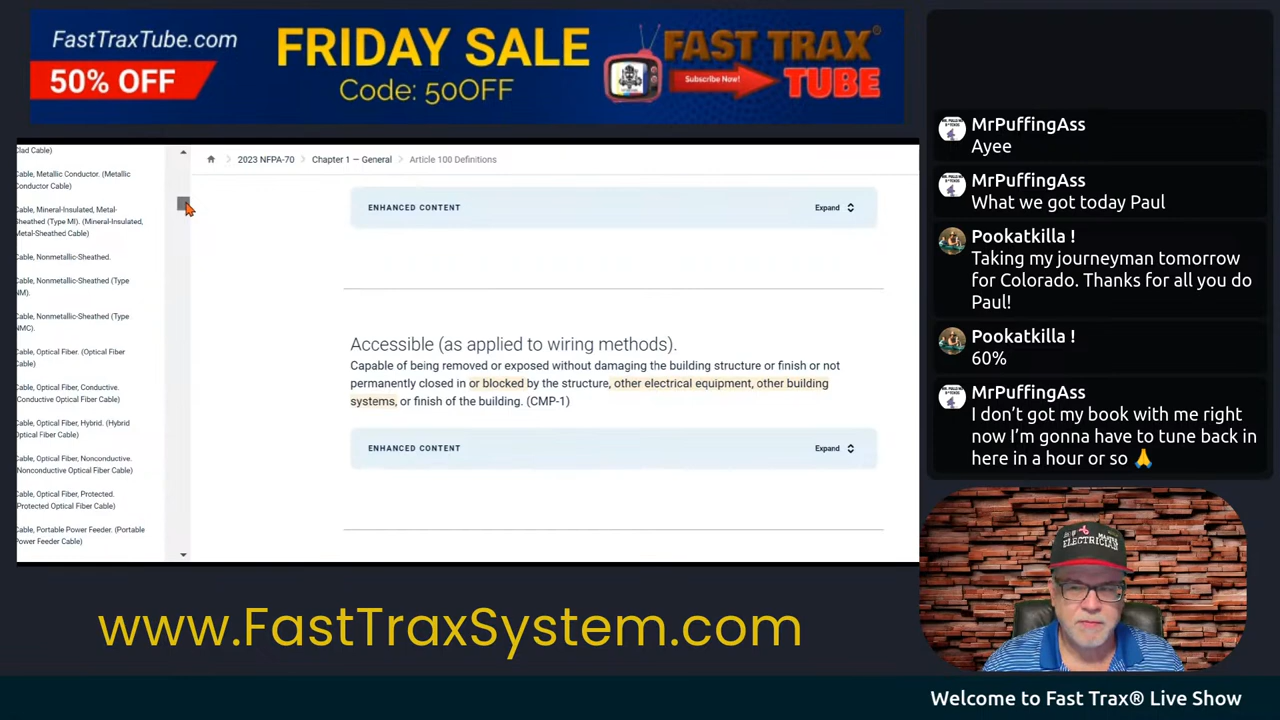 FastTraxTube.com
50% OFF
FRIDAY SALE
Code: 50OFF
FAST TRAX®
Subscribe Now!
TUBE
Clad Cable)
Cable, Metallic Conductor. (Metallic
Conductor Cable)
Cable, Mineral-Insulated, Metal-
Sheathed (Type MI). (Mineral-Insulated,
Metal-Sheathed Cable)
Cable, Nonmetallic-Sheathed.
Cable, Nonmetallic-Sheathed (Type
NM).
Cable, Nonmetallic-Sheathed (Type
NMC).
Cable, Optical Fiber. (Optical Fiber
Cable)
Cable, Optical Fiber, Conductive.
Conductive Optical Fiber Cable)
Cable, Optical Fiber, Hybrid. (Hybrid
Optical Fiber Cable)
Cable, Optical Fiber, Nonconductive.
Nonconductive Optical Fiber Cable)
Cable, Optical Fiber, Protected.
Protected Optical Fiber Cable)
Cable, Portable Power Feeder. (Portable
Power Feeder Cable)
2023 NFPA-70 > Chapter 1 — General > Article 100 Definitions
ENHANCED CONTENT Expand
Accessible (as applied to wiring methods).
Capable of being removed or exposed without damaging the building structure or finish or not
permanently closed in or blocked by the structure, other electrical equipment, other building
systems, or finish of the building. (CMP-1)
ENHANCED CONTENT Expand
MrPuffingAss
Ayee
MrPuffingAss
What we got today Paul
Pookatkilla !
Taking my journeyman tomorrow
for Colorado. Thanks for all you do
Paul!
Pookatkilla !
60%
MrPuffingAss
I don't got my book with me right
now I'm gonna have to tune back in
here in a hour or so 🙏
MASTER
ELECTRICIAN
www.FastTraxSystem.com
Welcome to Fast Trax® Live Show